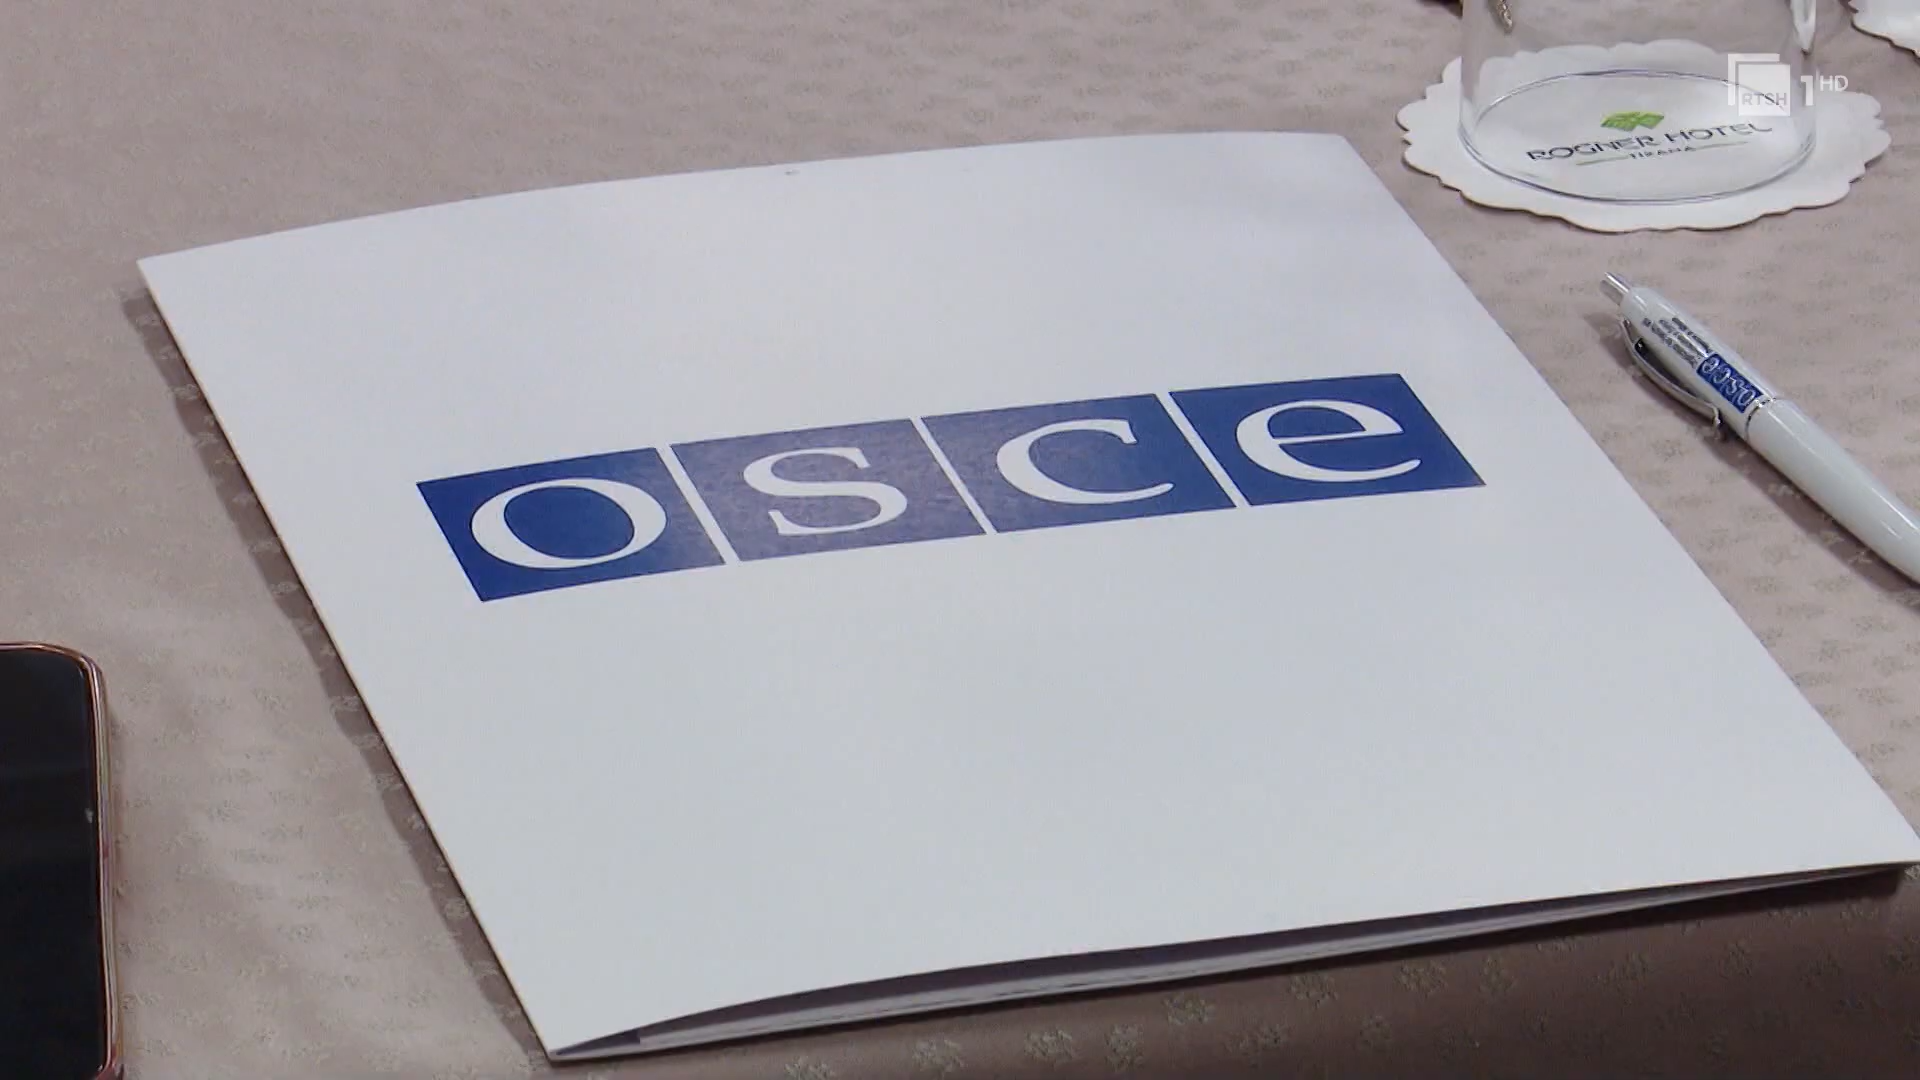 RTSH 1 HD
ROGNER HOTEL
TIRANA
osce
osce